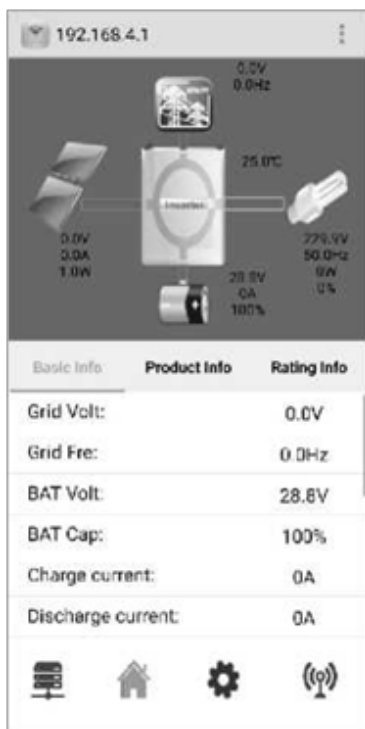 192.168.4.1
0.0V
0.0Hz
25.0℃
Inverter
0.0V
0.0A
1.0W
229.9V
50.0Hz
0W
0%
28.8V
0A
100%
Basic Info Product Info Rating Info
Grid Volt: 0.0V
Grid Fre: 0.0Hz
BAT Volt: 28.8V
BAT Cap: 100%
Charge current: 0A
Discharge current: 0A